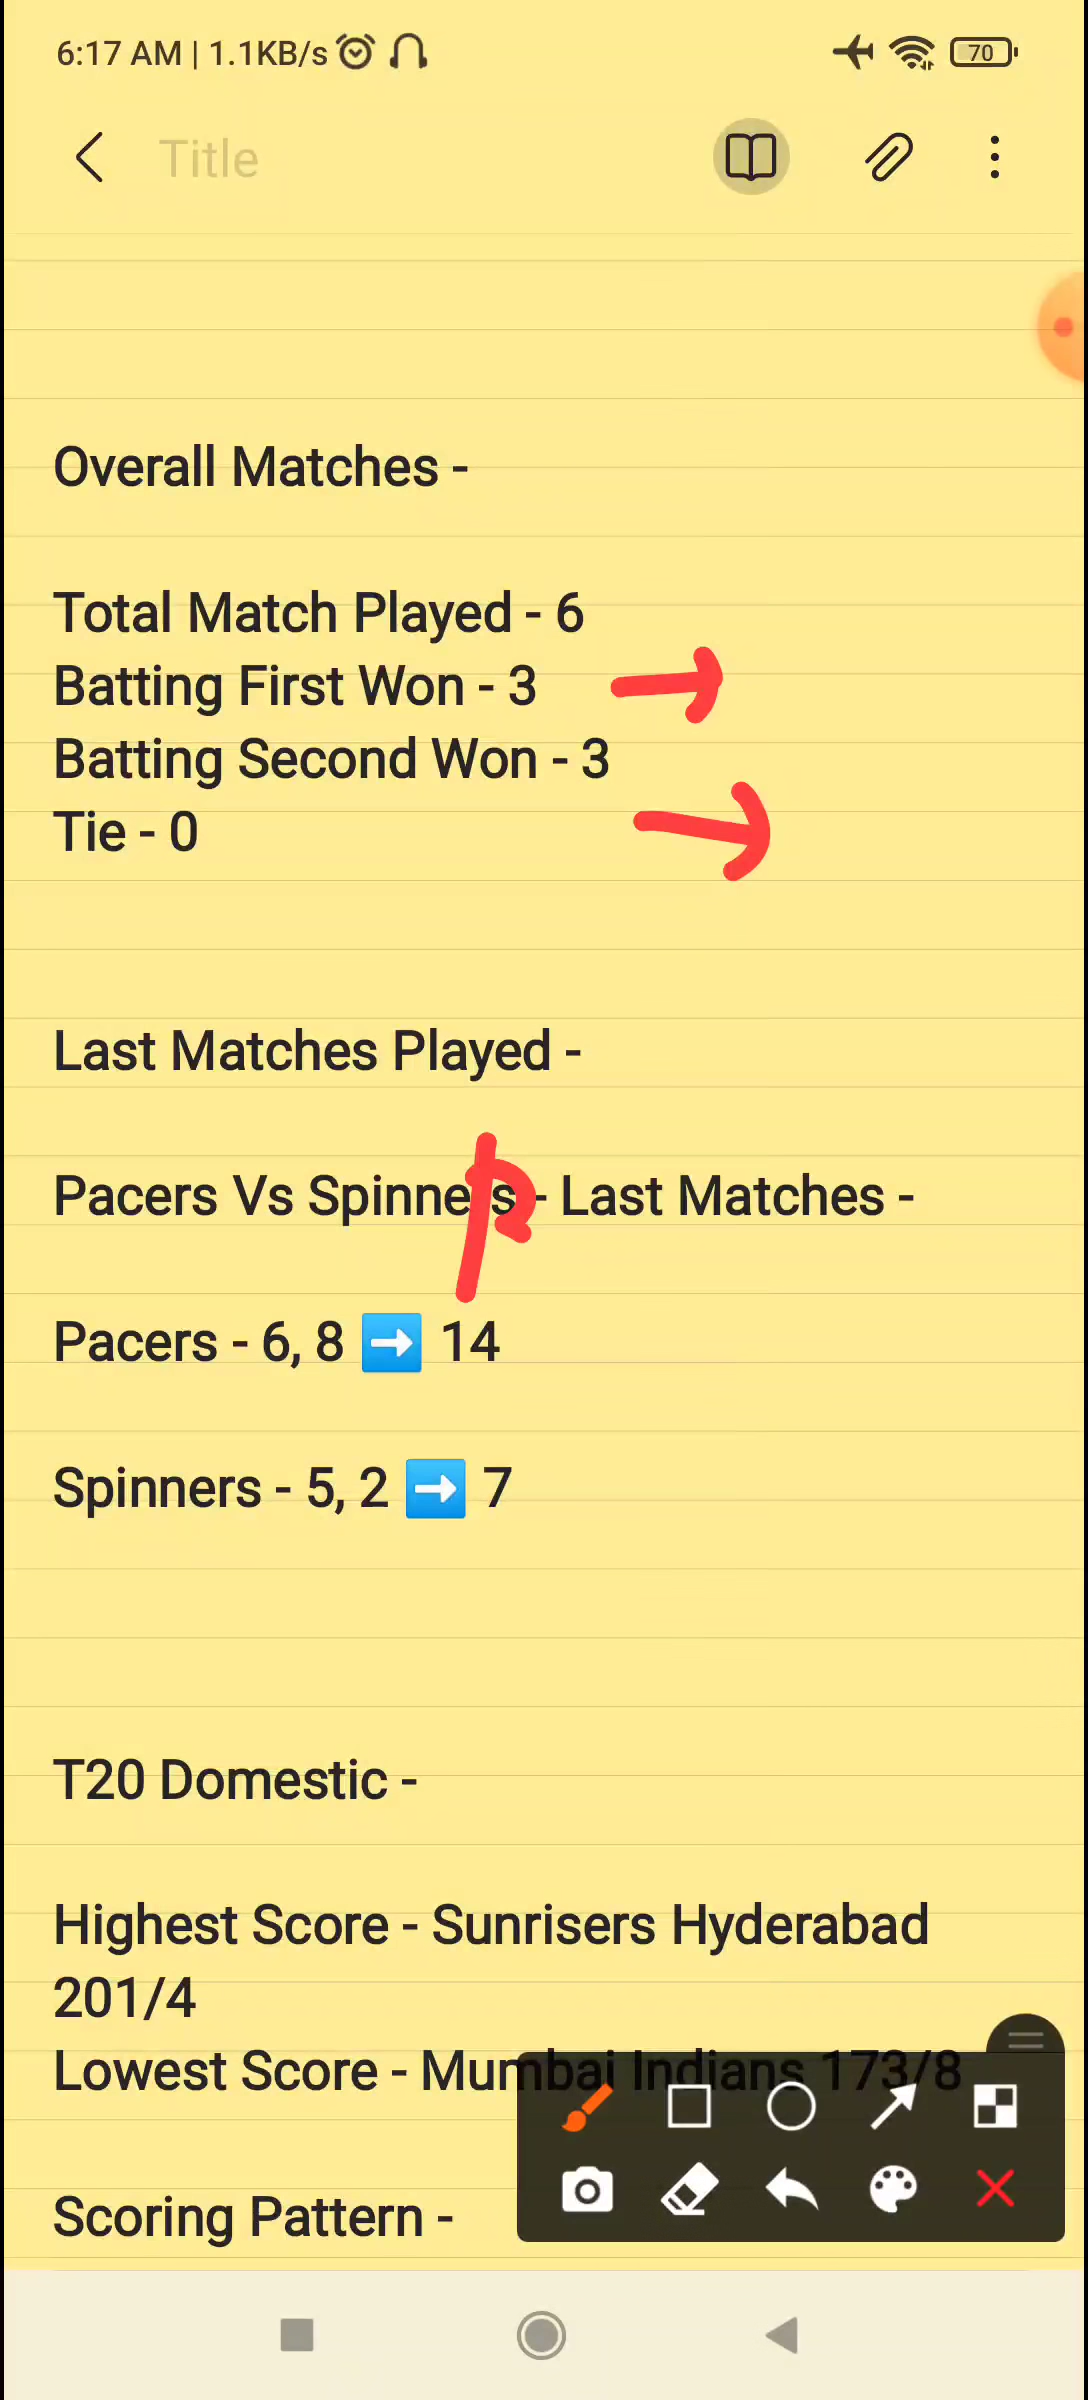 6:17 AM | 1.1KB/s
70
Title
Overall Matches -
Total Match Played - 6
Batting First Won - 3
Batting Second Won - 3
Tie - 0
Last Matches Played -
Pacers Vs Spinners - Last Matches -
Pacers - 6, 8 ➡️ 14
Spinners - 5, 2 ➡️ 7
T20 Domestic -
Highest Score - Sunrisers Hyderabad
201/4
Lowest Score - Mumbai Indians 173/8
Scoring Pattern -